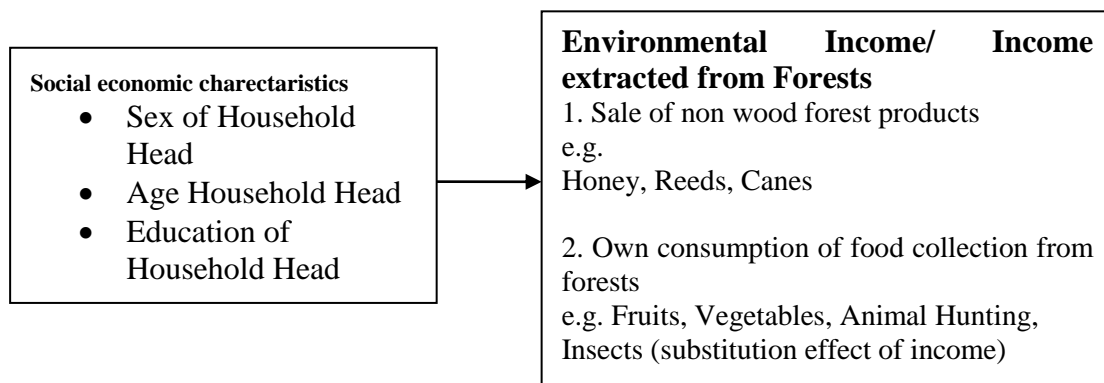 Social economic charectaristics
• Sex of Household
Head
• Age Household Head
• Education of
Household Head
Environmental Income/ Income
extracted from Forests
1. Sale of non wood forest products
e.g.
Honey, Reeds, Canes
2. Own consumption of food collection from
forests
e.g. Fruits, Vegetables, Animal Hunting,
Insects (substitution effect of income)